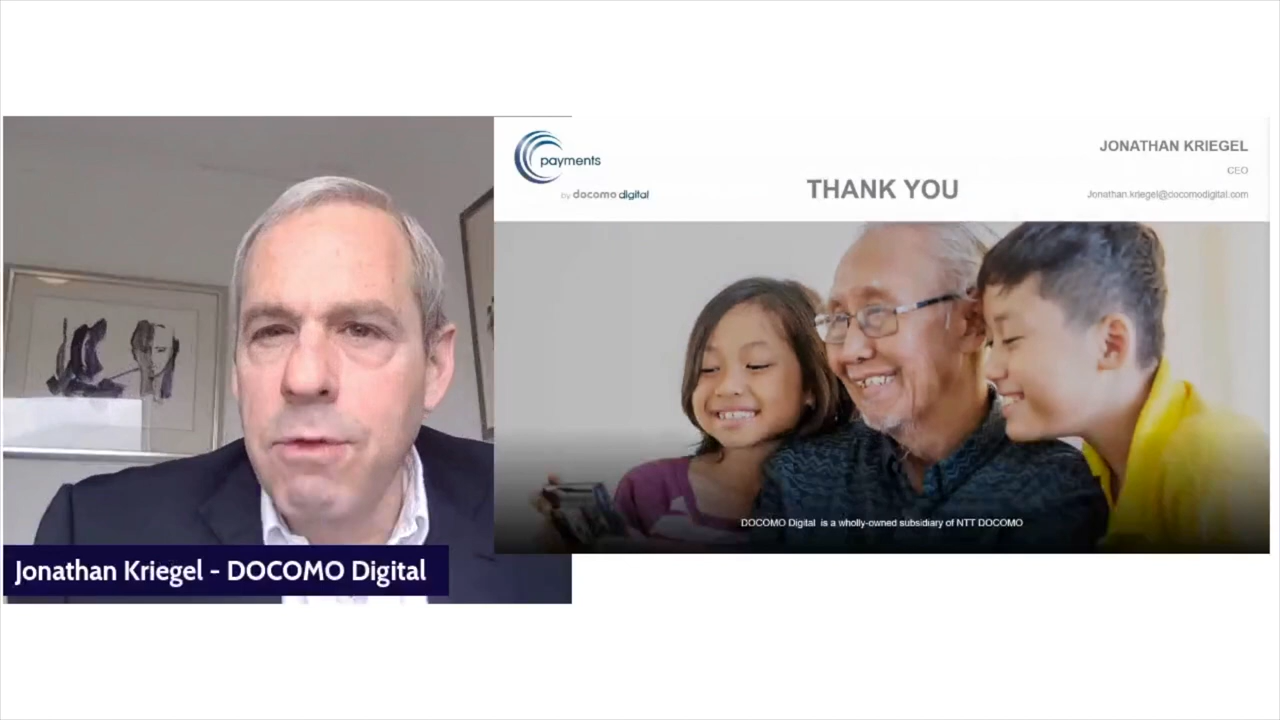 Jonathan Kriegel - DOCOMO Digital
payments
by docomo digital
THANK YOU
JONATHAN KRIEGEL
CEO
Jonathan.kriegel@docomodigital.com
DOCOMO Digital is a wholly-owned subsidiary of NTT DOCOMO